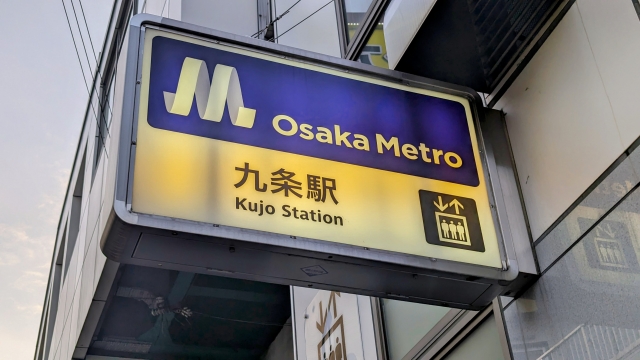 Osaka Metro
九条駅
Kujo Station